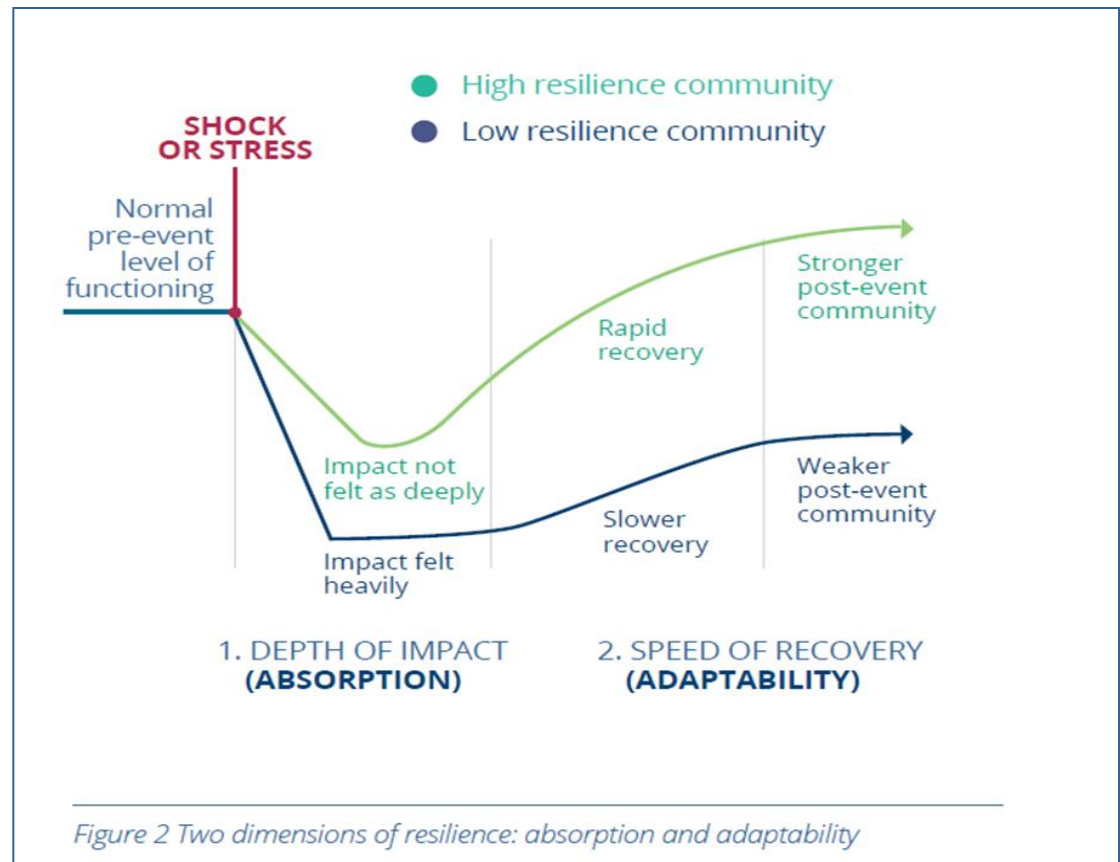 High resilience community
Low resilience community
SHOCK
OR STRESS
Normal
pre-event
level of
functioning
Impact not
felt as deeply
Impact felt
heavily
Rapid
recovery
Slower
recovery
Stronger
post-event
community
Weaker
post-event
community
1. DEPTH OF IMPACT
(ABSORPTION)
2. SPEED OF RECOVERY
(ADAPTABILITY)
Figure 2 Two dimensions of resilience: absorption and adaptability